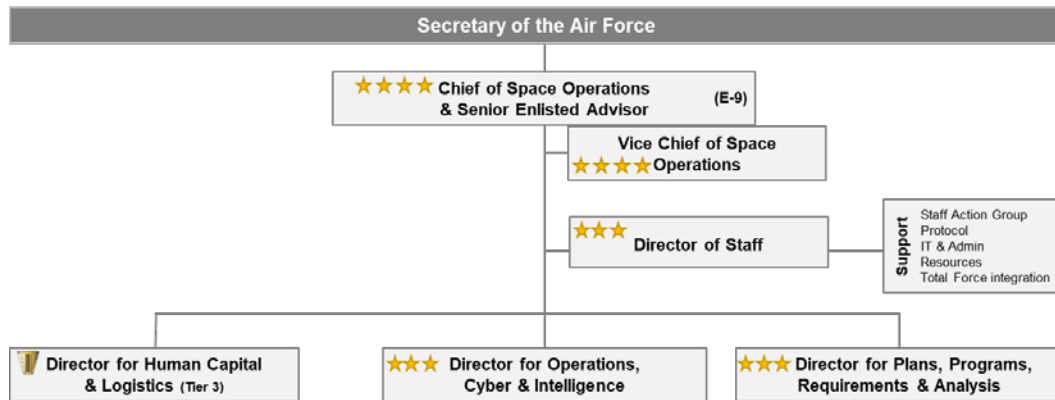 Secretary of the Air Force
Chief of Space Operations
& Senior Enlisted Advisor
(E-9)
Vice Chief of Space
Operations
Director of Staff
Support
Staff Action Group
Protocol
IT & Admin
Resources
Total Force integration
Director for Human Capital
& Logistics (Tier 3)
Director for Operations,
Cyber & Intelligence
Director for Plans, Programs,
Requirements & Analysis